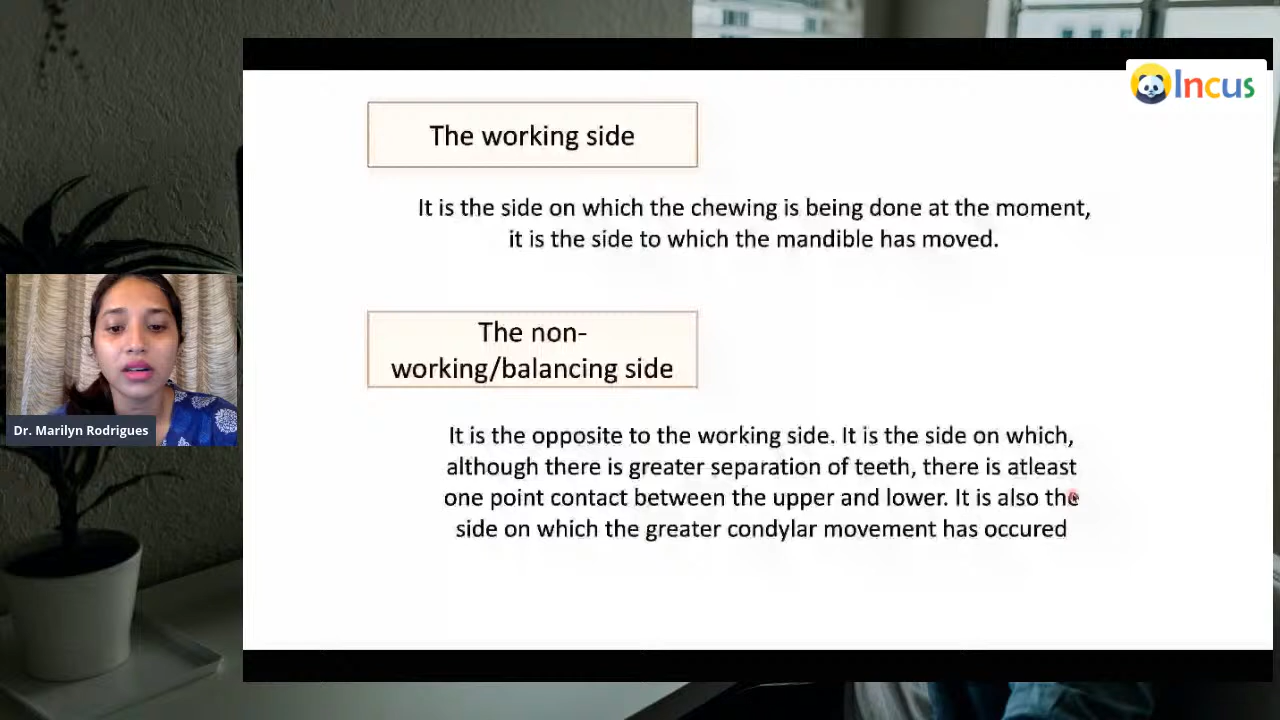 Incus
The working side
It is the side on which the chewing is being done at the moment,
it is the side to which the mandible has moved.
The non-
working/balancing side
Dr. Marilyn Rodrigues
It is the opposite to the working side. It is the side on which,
although there is greater separation of teeth, there is atleast
one point contact between the upper and lower. It is also the
side on which the greater condylar movement has occured